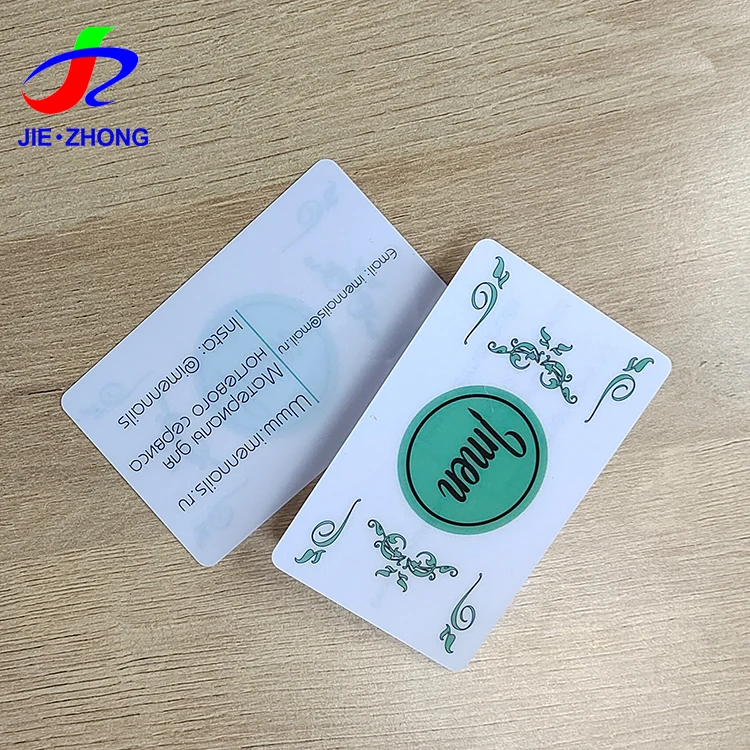 JIE·ZHONG
Www.imennails.ru
Материалы для
ногтевого сервиса
Insta: @imennails
Email: imennails@mail.ru
Imen